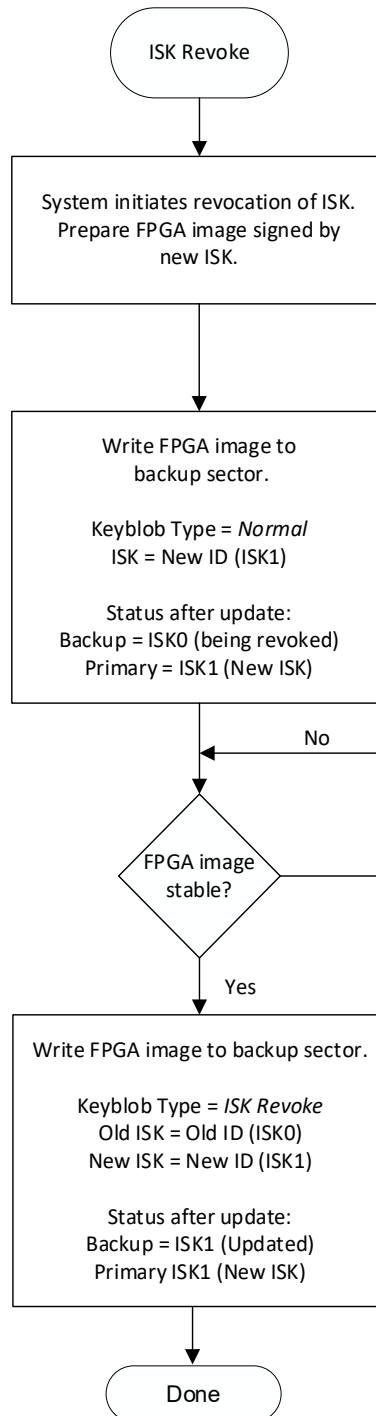 ISK Revoke
System initiates revocation of ISK.
Prepare FPGA image signed by
new ISK.
Write FPGA image to
backup sector.
Keyblob Type = Normal
ISK = New ID (ISK1)
Status after update:
Backup = ISK0 (being revoked)
Primary = ISK1 (New ISK)
No
FPGA image
stable?
Yes
Write FPGA image to backup sector.
Keyblob Type = ISK Revoke
Old ISK = Old ID (ISK0)
New ISK = New ID (ISK1)
Status after update:
Backup = ISK1 (Updated)
Primary ISK1 (New ISK)
Done